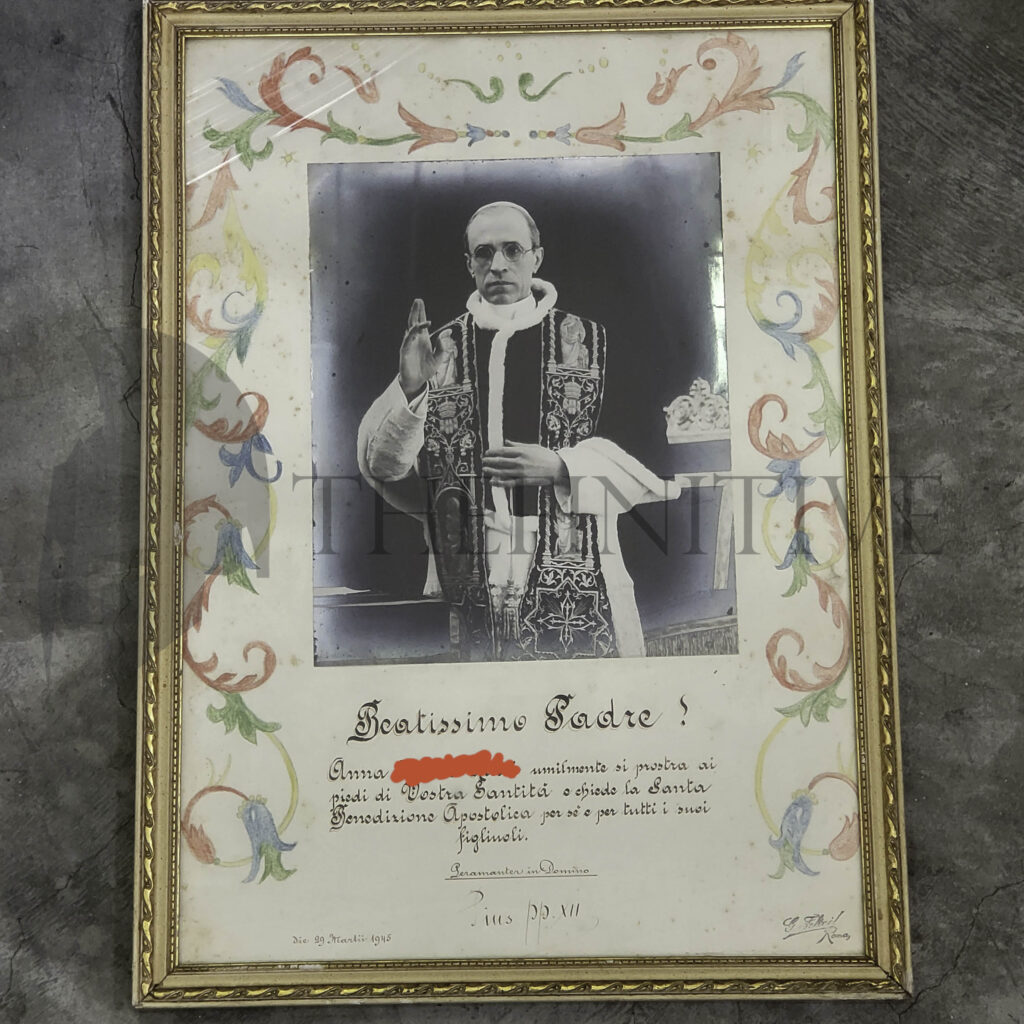 Beatissimo Padre !
Anna umilmente si prostra ai
piedi di Vostra Santità e chiede la Santa
Benedizione Apostolica per sè e per tutti i suoi
figliuoli.
Peramanter in Domino
Pius pp. XII
Die 29 Martii 1945
Roma
THEFINITIVE